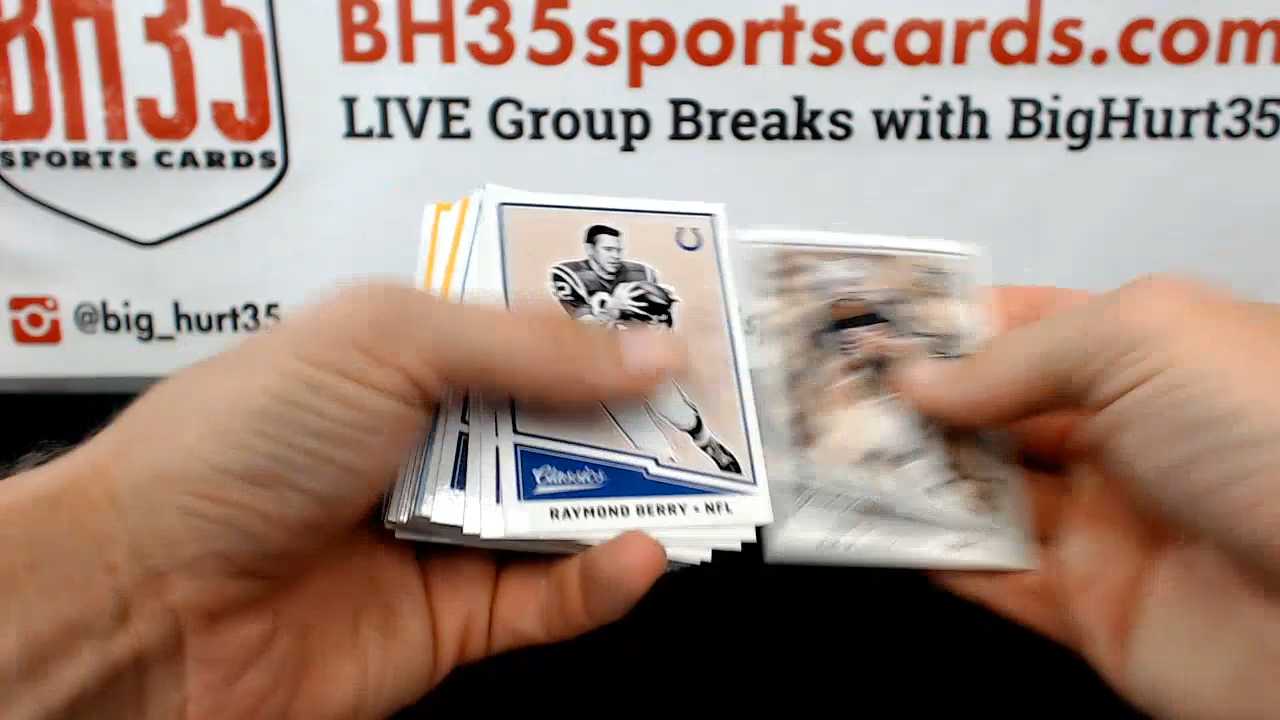 BH35
SPORTS CARDS
BH35sportscards.com
LIVE Group Breaks with BigHurt35
@big_hurt35
Classics
RAYMOND BERRY • NFL